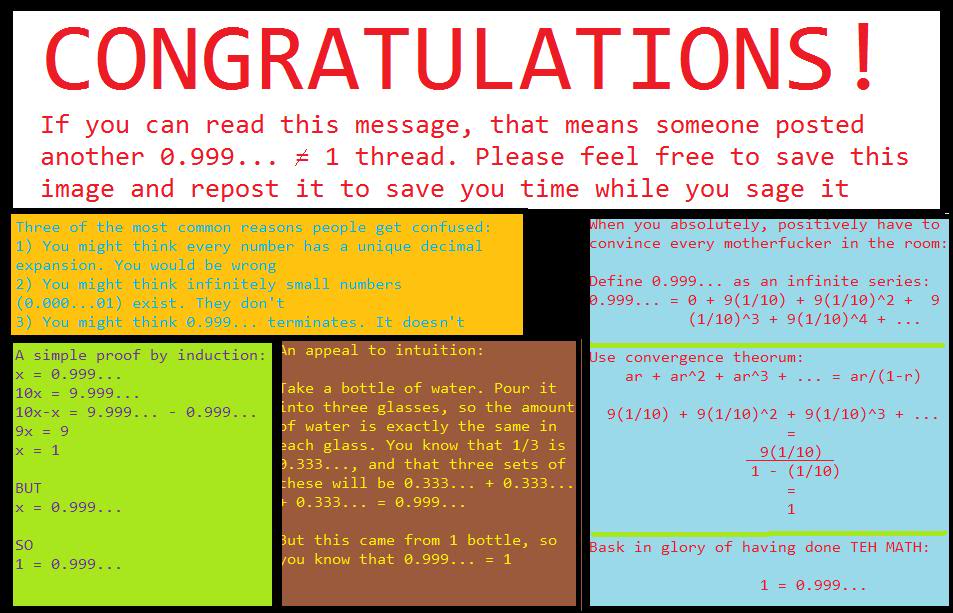 CONGRATULATIONS!
If you can read this message, that means someone posted
another 0.999... ≠ 1 thread. Please feel free to save this
image and repost it to save you time while you sage it
Three of the most common reasons people get confused:
1) You might think every number has a unique decimal
expansion. You would be wrong
2) You might think infinitely small numbers
(0.000...01) exist. They don't
3) You might think 0.999... terminates. It doesn't
A simple proof by induction:
x = 0.999...
10x = 9.999...
10x-x = 9.999... - 0.999...
9x = 9
x = 1
BUT
x = 0.999...
SO
1 = 0.999...
An appeal to intuition:
Take a bottle of water. Pour it
into three glasses, so the amount
of water is exactly the same in
each glass. You know that 1/3 is
0.333..., and that three sets of
these will be 0.333... + 0.333...
+ 0.333... = 0.999...
But this came from 1 bottle, so
you know that 0.999... = 1
When you absolutely, positively have to
convince every motherfucker in the room:
Define 0.999... as an infinite series:
0.999... = 0 + 9(1/10) + 9(1/10)^2 + 9
(1/10)^3 + 9(1/10)^4 + ...
Use convergence theorum:
ar + ar^2 + ar^3 + ... = ar/(1-r)
9(1/10) + 9(1/10)^2 + 9(1/10)^3 + ...
=
9(1/10)
1 - (1/10)
=
1
Bask in glory of having done TEH MATH:
1 = 0.999...